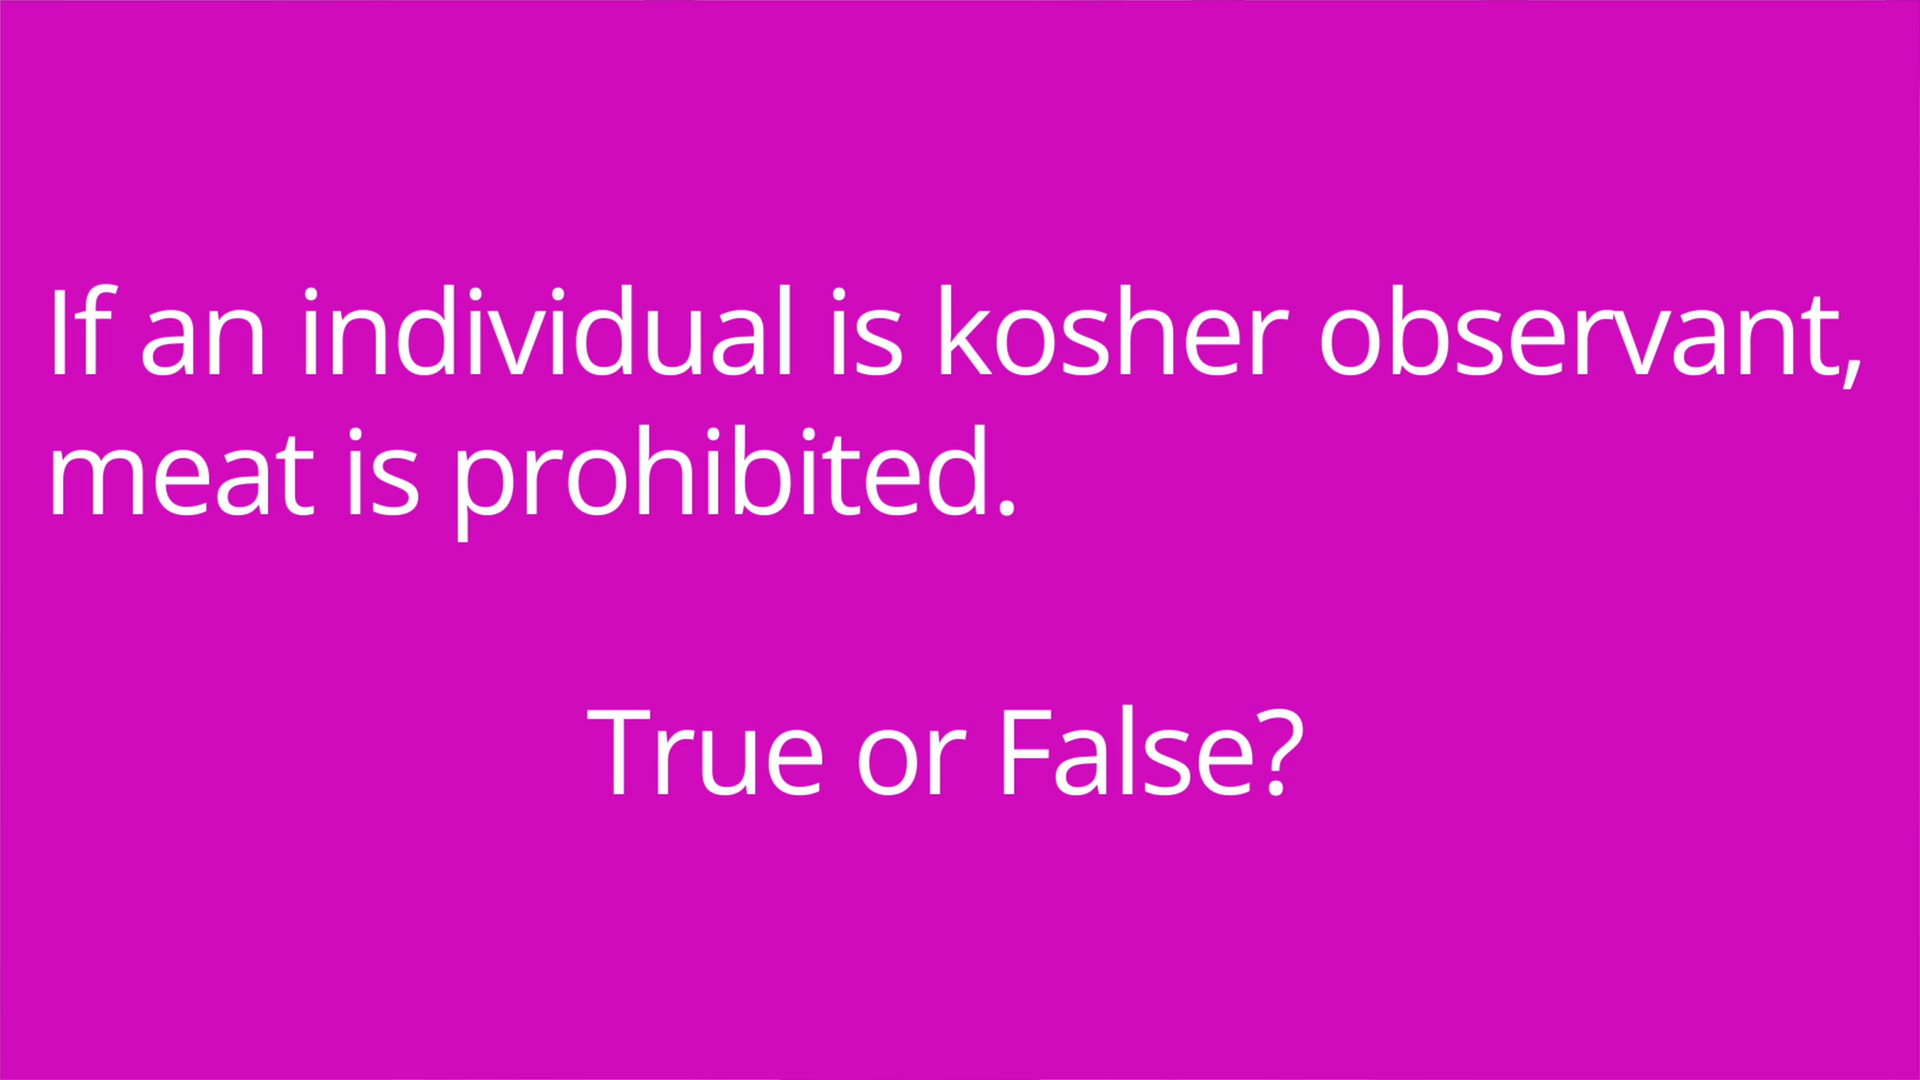 If an individual is kosher observant,
meat is prohibited.
True or False?